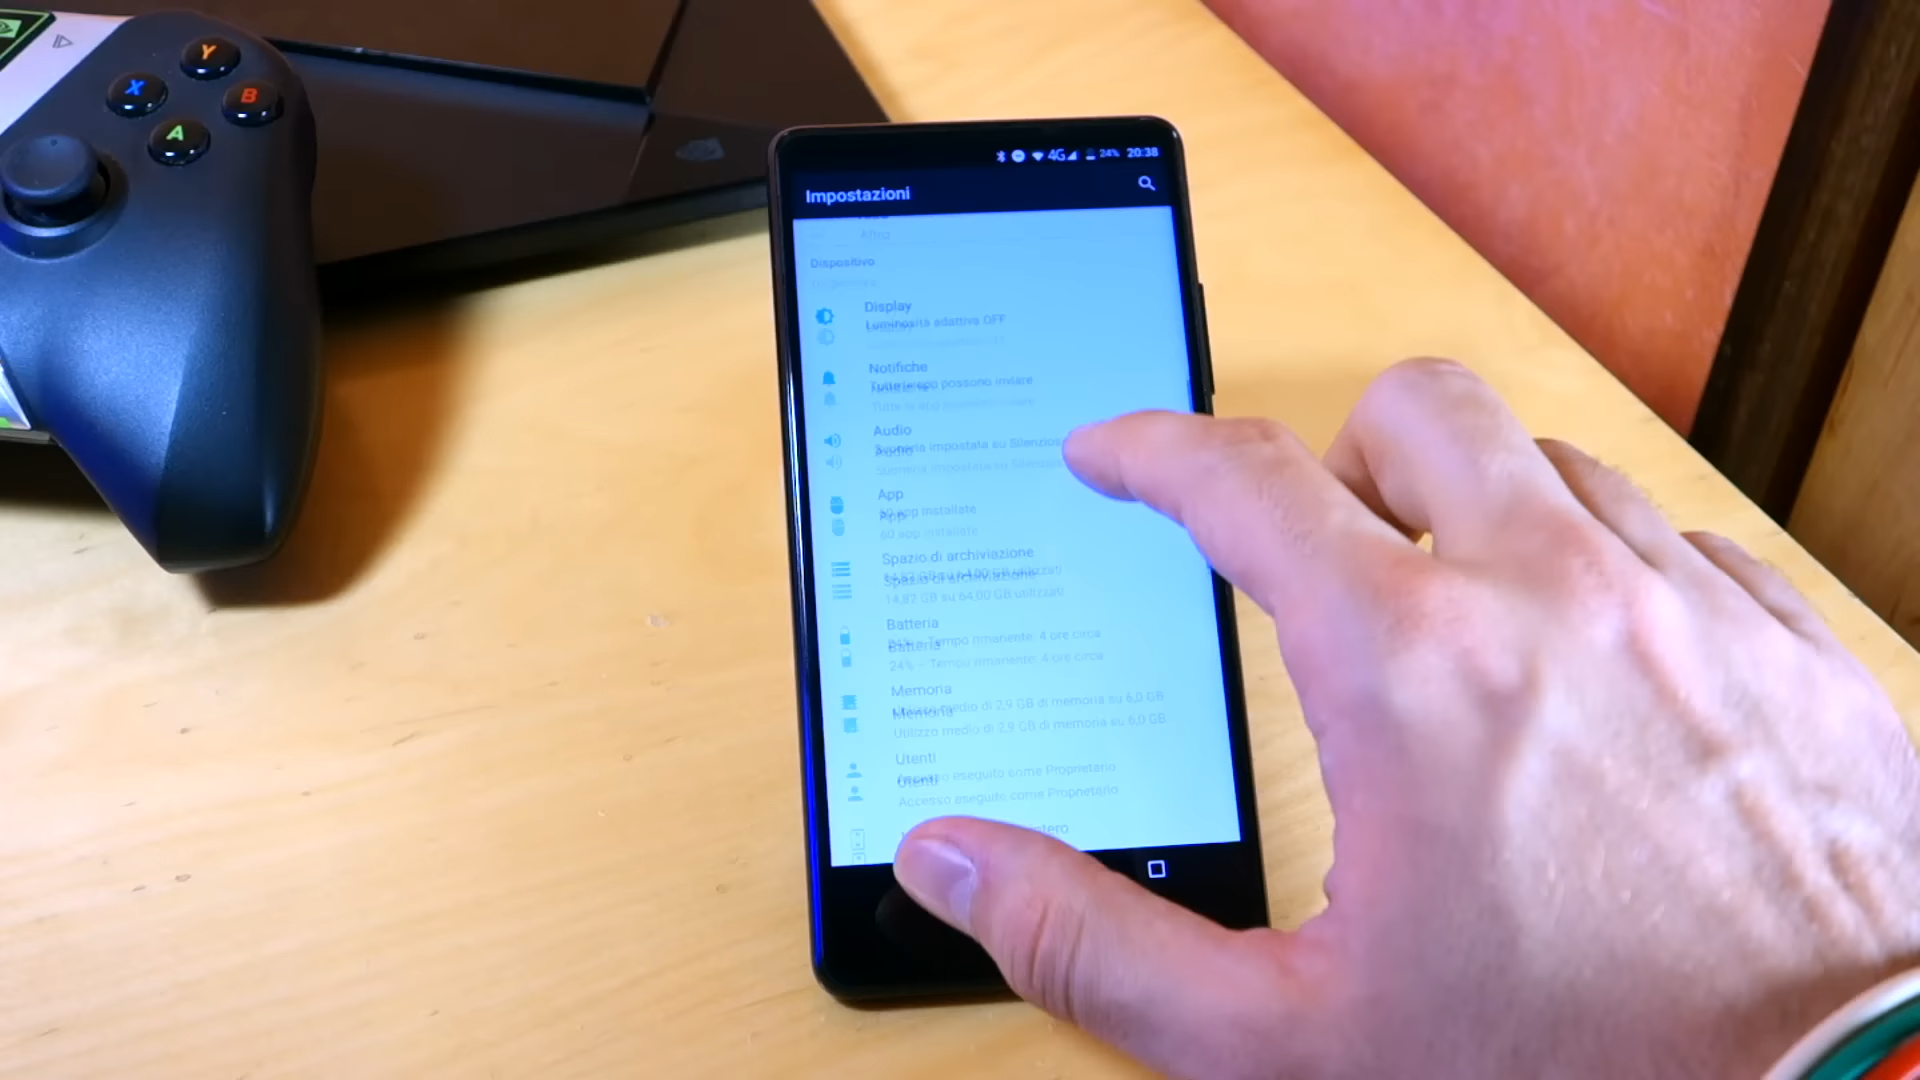 Y
X
B
A
4G 24% 20:38
Impostazioni
Altro
Dispositivo
Display
Luminosità adattiva OFF
Notifiche
Tutte le app possono inviare
Audio
Suoneria impostata su Silenzios
App
60 app installate
Spazio di archiviazione
14,82 GB su 64,00 GB utilizzati
Batteria
24% – Tempo rimanente: 4 ore circa
Memoria
Utilizzo medio di 2,9 GB di memoria su 6,0 GB
Utenti
Accesso eseguito come Proprietario